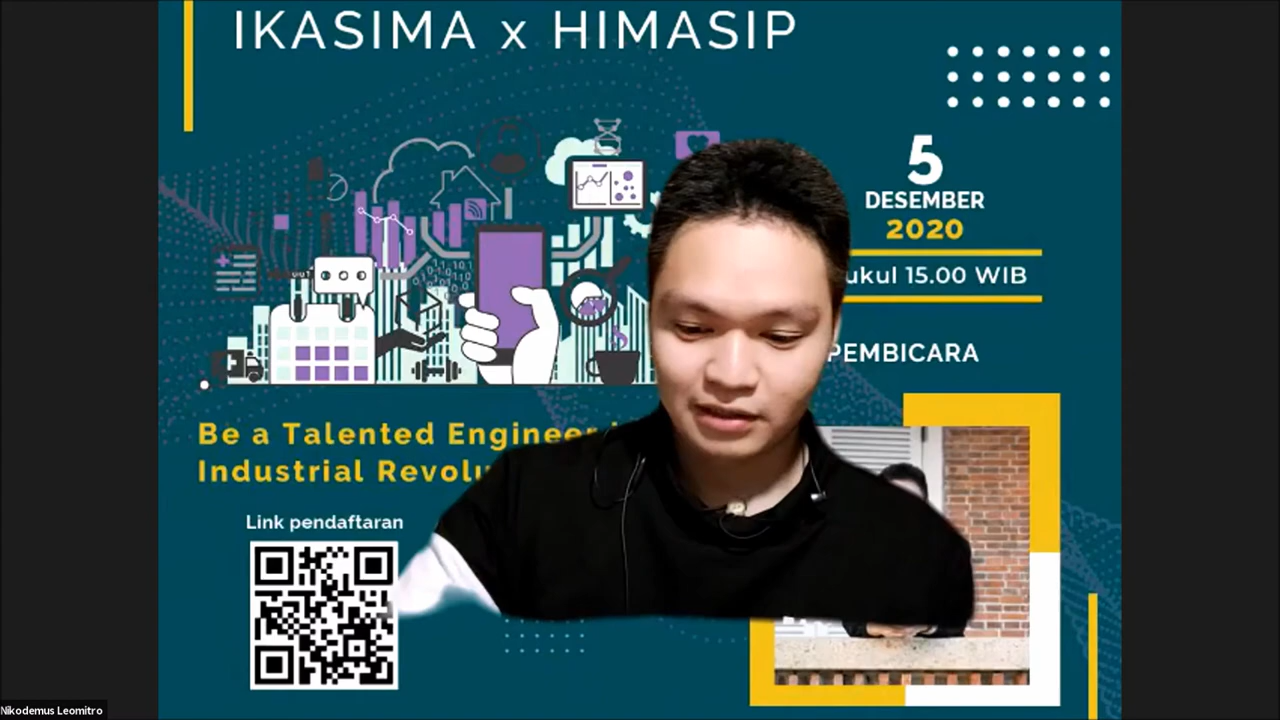 IKASIMA x HIMASIP
5
DESEMBER
2020
ukul 15.00 WIB
PEMBICARA
Be a Talented Engineer
Industrial Revolu
Link pendaftaran
Nikodemus Leomitro